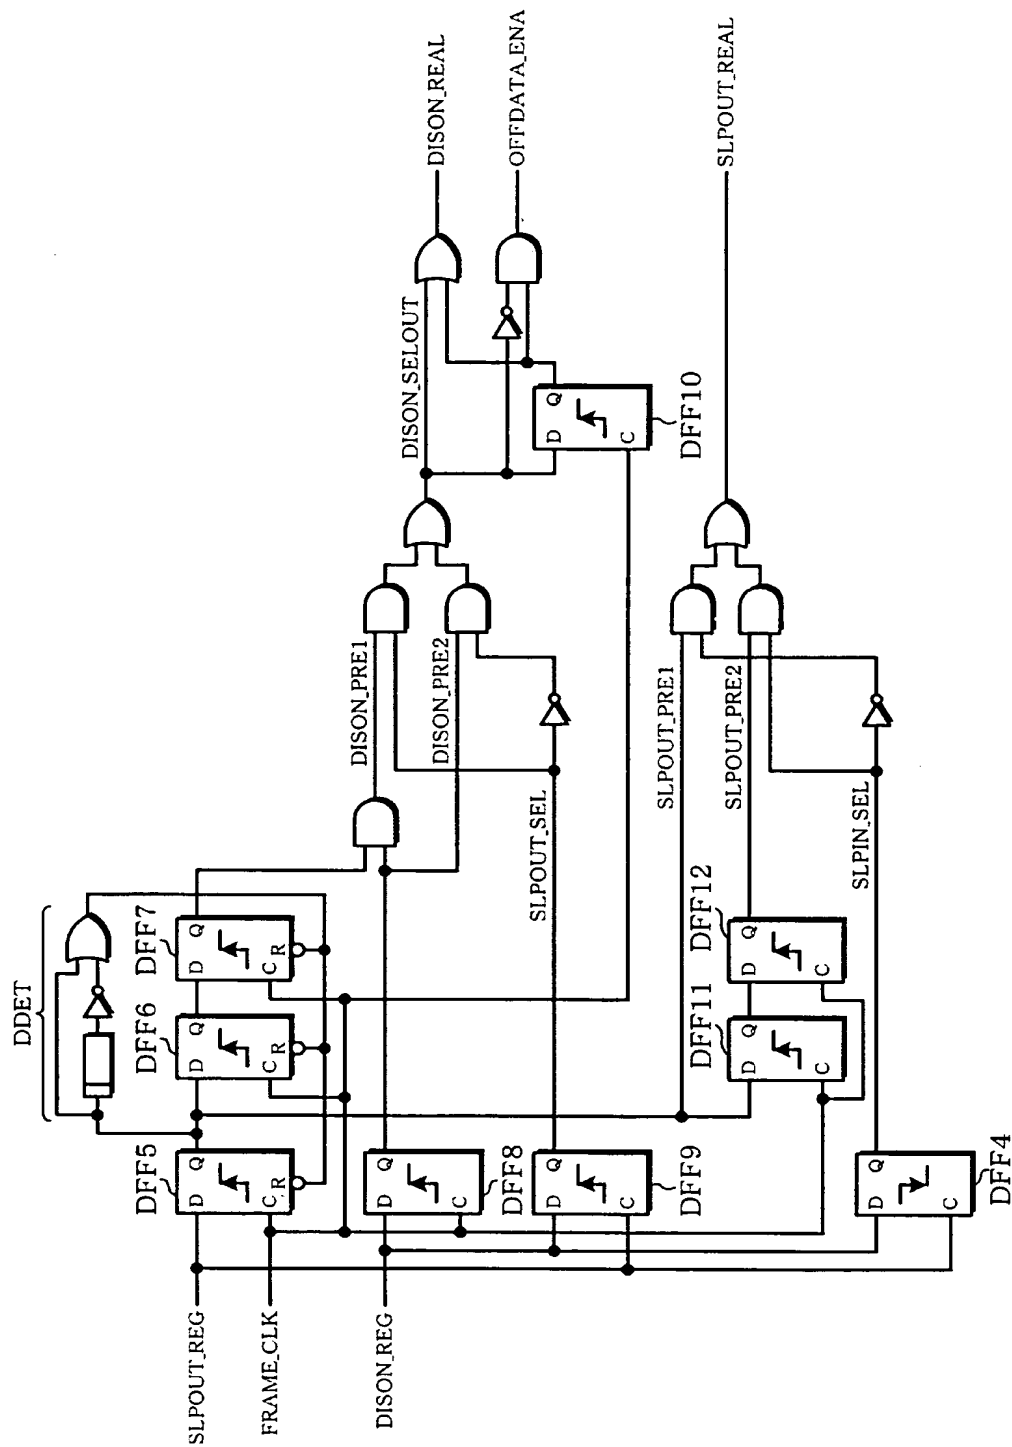 SLPOUT_REG
FRAME_CLK
DISON_REG
DDET
DFF5
D Q
C R
DFF6
D Q
C R
DFF7
D Q
C R
DFF8
D Q
C
DFF9
D Q
C
DFF4
D Q
C
DFF11
D Q
C
DFF12
D Q
C
DISON_PRE1
DISON_PRE2
SLPOUT_SEL
SLPOUT_PRE1
SLPOUT_PRE2
SLPIN_SEL
DISON_SELOUT
DFF10
D Q
C
DISON_REAL
OFFDATA_ENA
SLPOUT_REAL